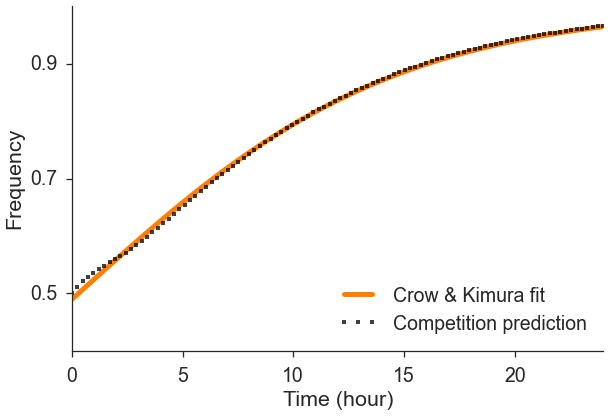 0.9
0.7
0.5
Frequency
Crow & Kimura fit
Competition prediction
0 5 10 15 20
Time (hour)